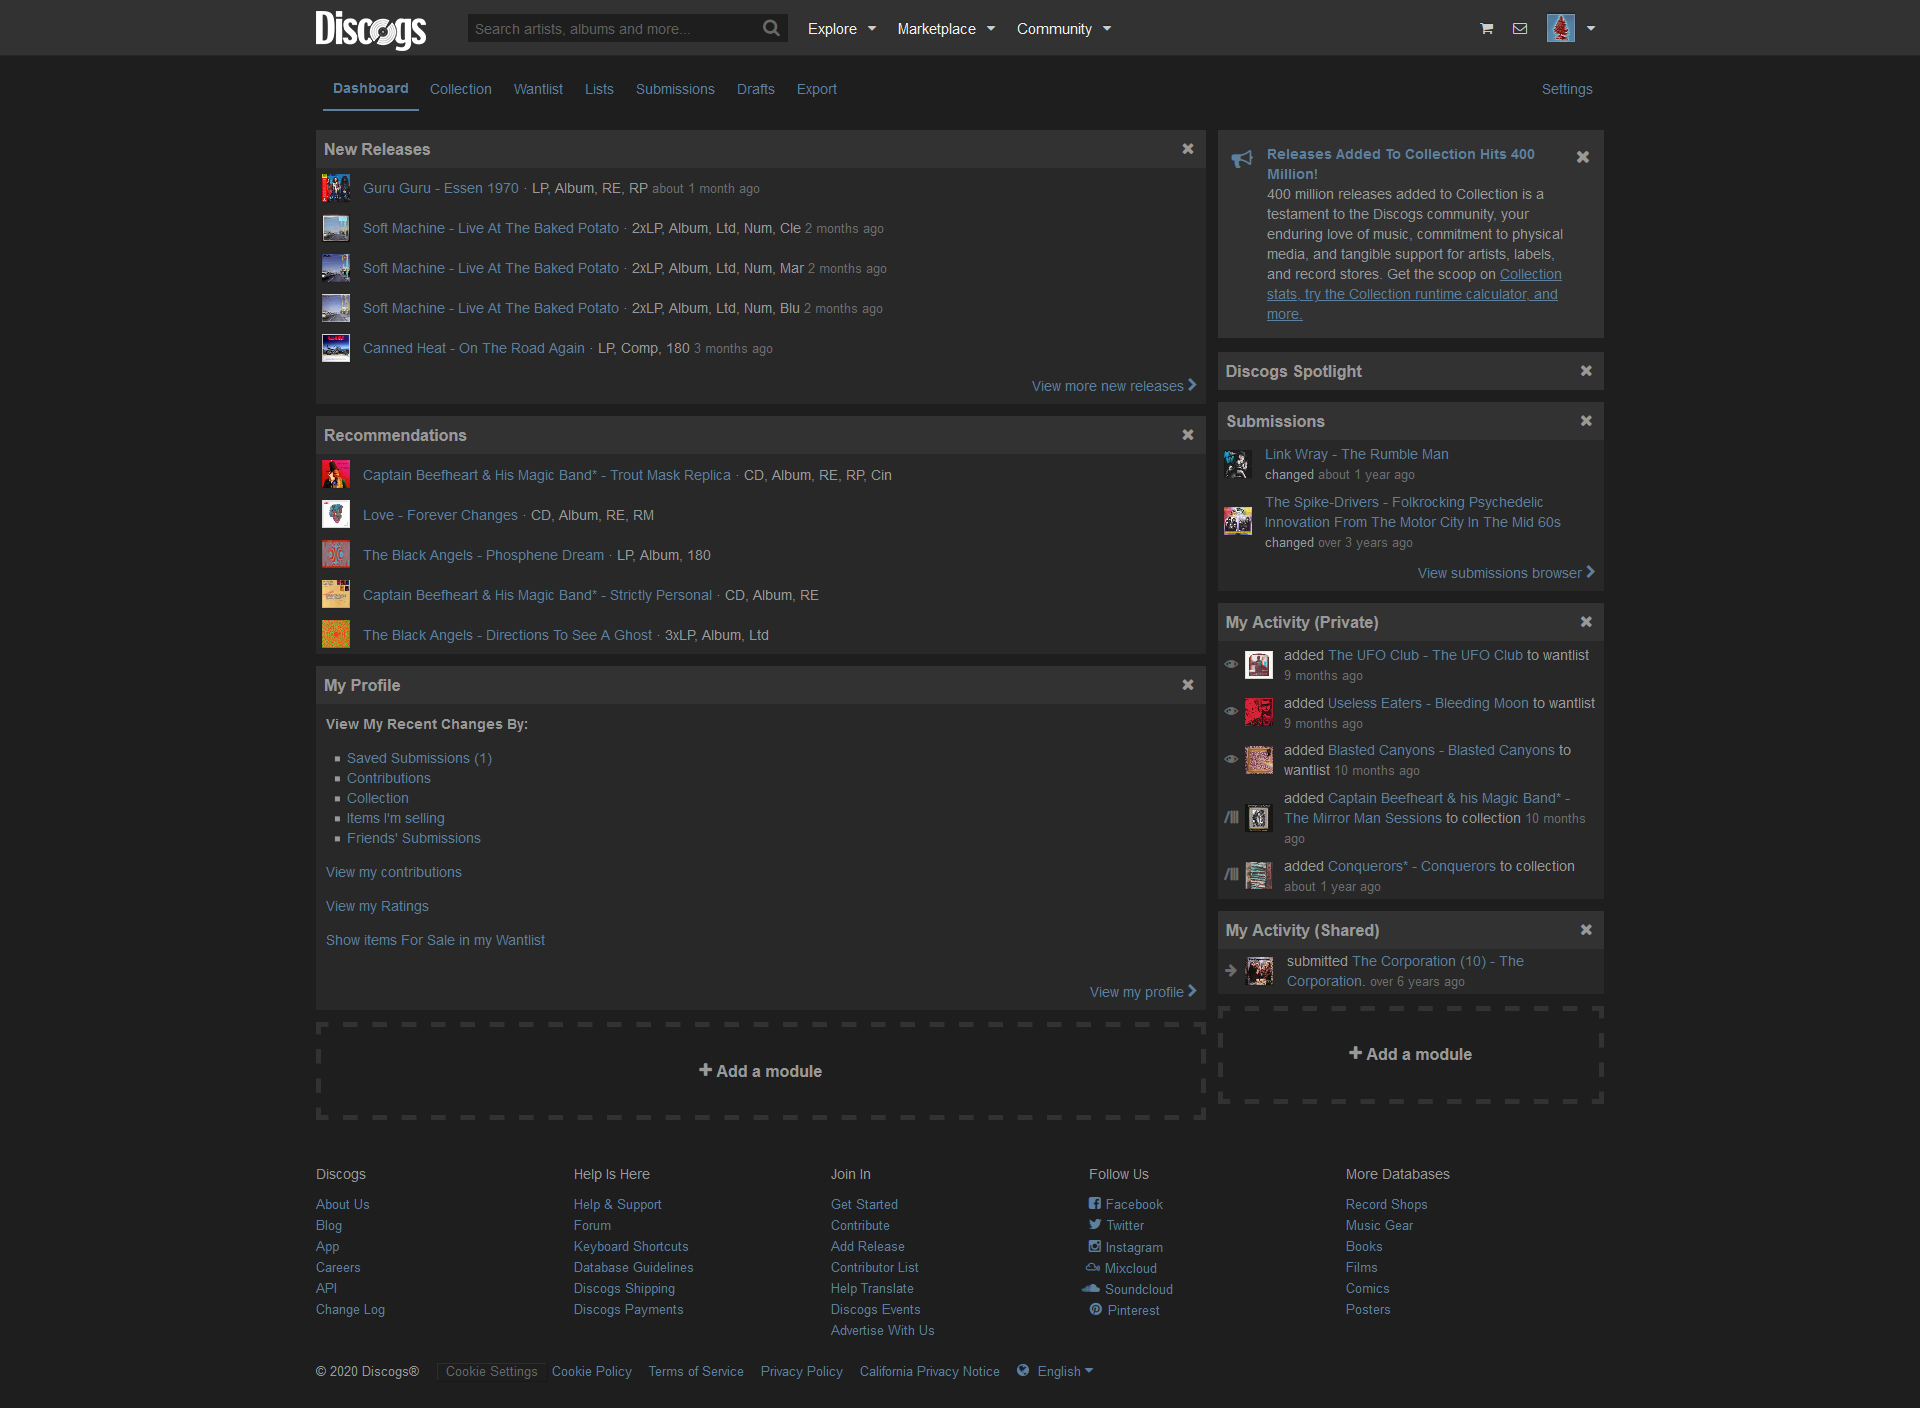 Discogs
Search artists, albums and more...
Explore
Marketplace
Community
Dashboard
Collection
Wantlist
Lists
Submissions
Drafts
Export
Settings
New Releases
Guru Guru - Essen 1970 · LP, Album, RE, RP about 1 month ago
Soft Machine - Live At The Baked Potato · 2xLP, Album, Ltd, Num, Cle 2 months ago
Soft Machine - Live At The Baked Potato · 2xLP, Album, Ltd, Num, Mar 2 months ago
Soft Machine - Live At The Baked Potato · 2xLP, Album, Ltd, Num, Blu 2 months ago
Canned Heat - On The Road Again · LP, Comp, 180 3 months ago
View more new releases
Recommendations
Captain Beefheart & His Magic Band* - Trout Mask Replica · CD, Album, RE, RP, Cin
Love - Forever Changes · CD, Album, RE, RM
The Black Angels - Phosphene Dream · LP, Album, 180
Captain Beefheart & His Magic Band* - Strictly Personal · CD, Album, RE
The Black Angels - Directions To See A Ghost · 3xLP, Album, Ltd
My Profile
View My Recent Changes By:
Saved Submissions (1)
Contributions
Collection
Items I'm selling
Friends' Submissions
View my contributions
View my Ratings
Show items For Sale in my Wantlist
View my profile
Add a module
Releases Added To Collection Hits 400
Million!
400 million releases added to Collection is a
testament to the Discogs community, your
enduring love of music, commitment to physical
media, and tangible support for artists, labels,
and record stores. Get the scoop on Collection
stats, try the Collection runtime calculator, and
more.
Discogs Spotlight
Submissions
Link Wray - The Rumble Man
changed about 1 year ago
The Spike-Drivers - Folkrocking Psychedelic
Innovation From The Motor City In The Mid 60s
changed over 3 years ago
View submissions browser
My Activity (Private)
added The UFO Club - The UFO Club to wantlist
9 months ago
added Useless Eaters - Bleeding Moon to wantlist
9 months ago
added Blasted Canyons - Blasted Canyons to
wantlist 10 months ago
added Captain Beefheart & his Magic Band* -
The Mirror Man Sessions to collection 10 months
ago
added Conquerors* - Conquerors to collection
about 1 year ago
My Activity (Shared)
submitted The Corporation (10) - The
Corporation. over 6 years ago
Add a module
Discogs
About Us
Blog
App
Careers
API
Change Log
Help Is Here
Help & Support
Forum
Keyboard Shortcuts
Database Guidelines
Discogs Shipping
Discogs Payments
Join In
Get Started
Contribute
Add Release
Contributor List
Help Translate
Discogs Events
Advertise With Us
Follow Us
Facebook
Twitter
Instagram
Mixcloud
Soundcloud
Pinterest
More Databases
Record Shops
Music Gear
Books
Films
Comics
Posters
© 2020 Discogs®
Cookie Settings
Cookie Policy
Terms of Service
Privacy Policy
California Privacy Notice
English